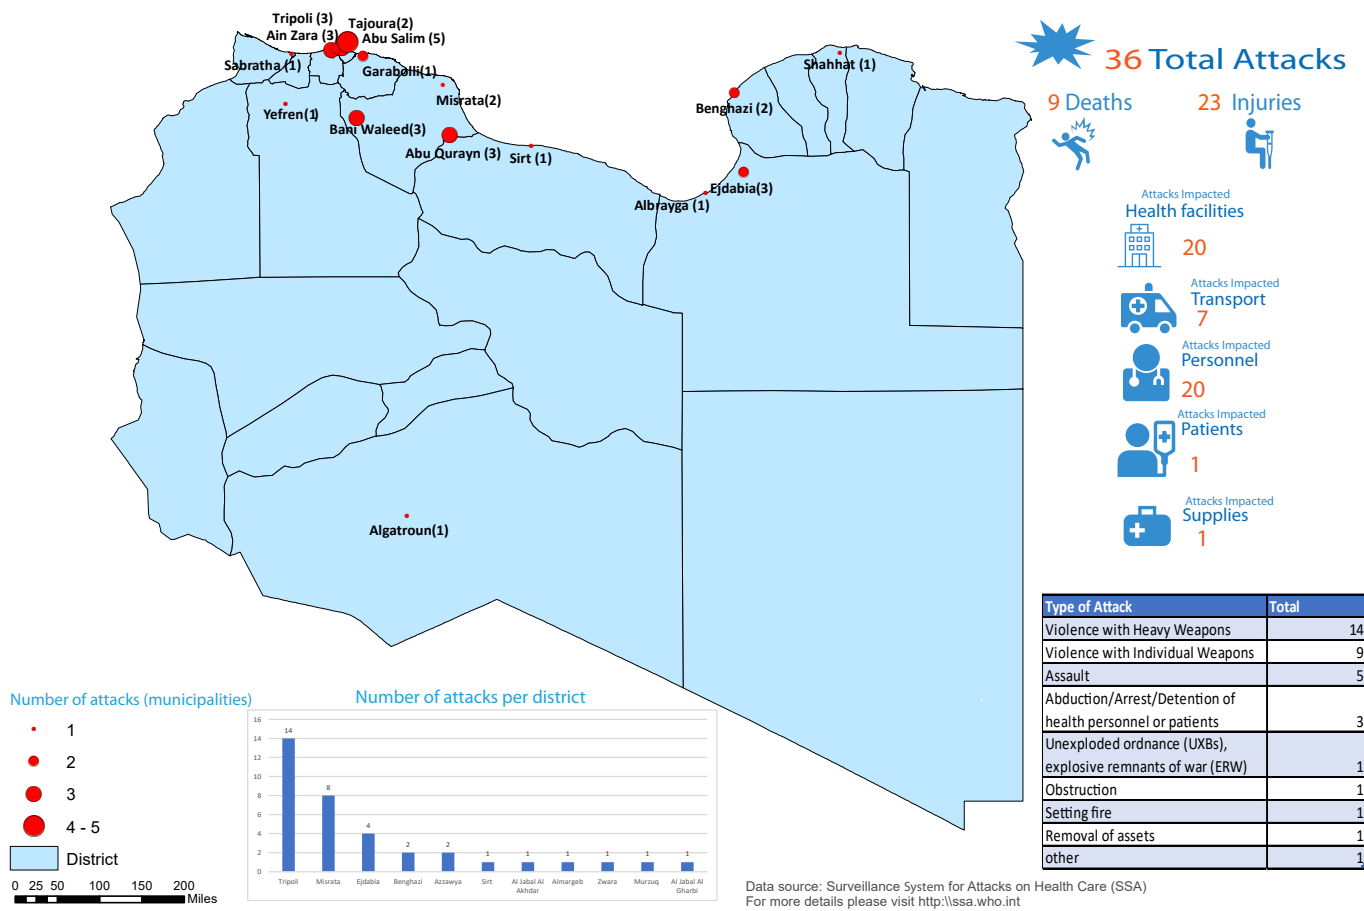 Tripoli (3)
Tajoura(2)
Ain Zara (3)
Abu Salim (5)
Sabratha (1)
Garabolli(1)
Misrata(2)
Yefren(1)
Bani Waleed(3)
Abu Qurayn (3)
Sirt (1)
Shahhat (1)
Benghazi (2)
Ejdabia(3)
Albrayga (1)
Algatroun(1)
36 Total Attacks
9 Deaths
23 Injuries
Attacks Impacted
Health facilities
20
Attacks Impacted
Transport
7
Attacks Impacted
Personnel
20
Attacks Impacted
Patients
1
Attacks Impacted
Supplies
1
Type of Attack Total
Violence with Heavy Weapons 14
Violence with Individual Weapons 9
Assault 5
Abduction/Arrest/Detention of
health personnel or patients 3
Unexploded ordnance (UXBs),
explosive remnants of war (ERW) 1
Obstruction 1
Setting fire 1
Removal of assets 1
other 1
Number of attacks (municipalities)
1
2
3
4 - 5
District
0 25 50 100 150 200
Miles
Number of attacks per district
16
14
12
10
8
6
4
2
0
14 8 4 2 2 1 1 1 1 1 1
Tripoli Misrata Ejdabia Benghazi Azzawya Sirt Al Jabal Al Almargeb Zwara Murzuq Al Jabal Al
Akhdar Gharbi
Data source: Surveillance System for Attacks on Health Care (SSA)
For more details please visit http:\\ssa.who.int